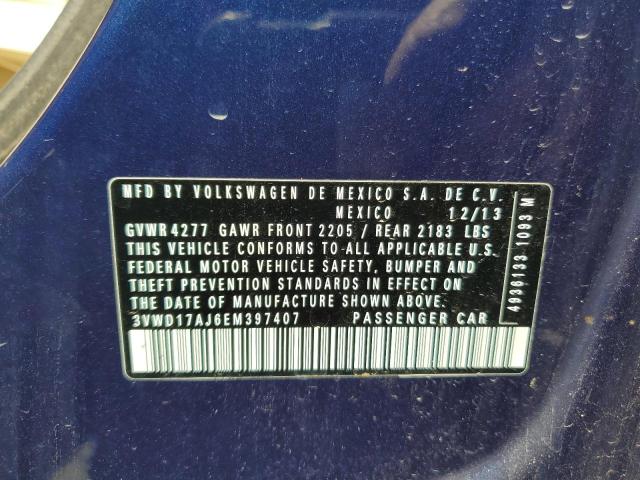 MFD BY VOLKSWAGEN DE MEXICO S.A. DE C.V.
MEXICO 12/13
GVWR 4277 GAWR FRONT 2205 / REAR 2183 LBS
THIS VEHICLE CONFORMS TO ALL APPLICABLE U.S.
FEDERAL MOTOR VEHICLE SAFETY, BUMPER AND
THEFT PREVENTION STANDARDS IN EFFECT ON
THE DATE OF MANUFACTURE SHOWN ABOVE
3VWD17AJ6EM397407 PASSENGER CAR
4936133 1093 M